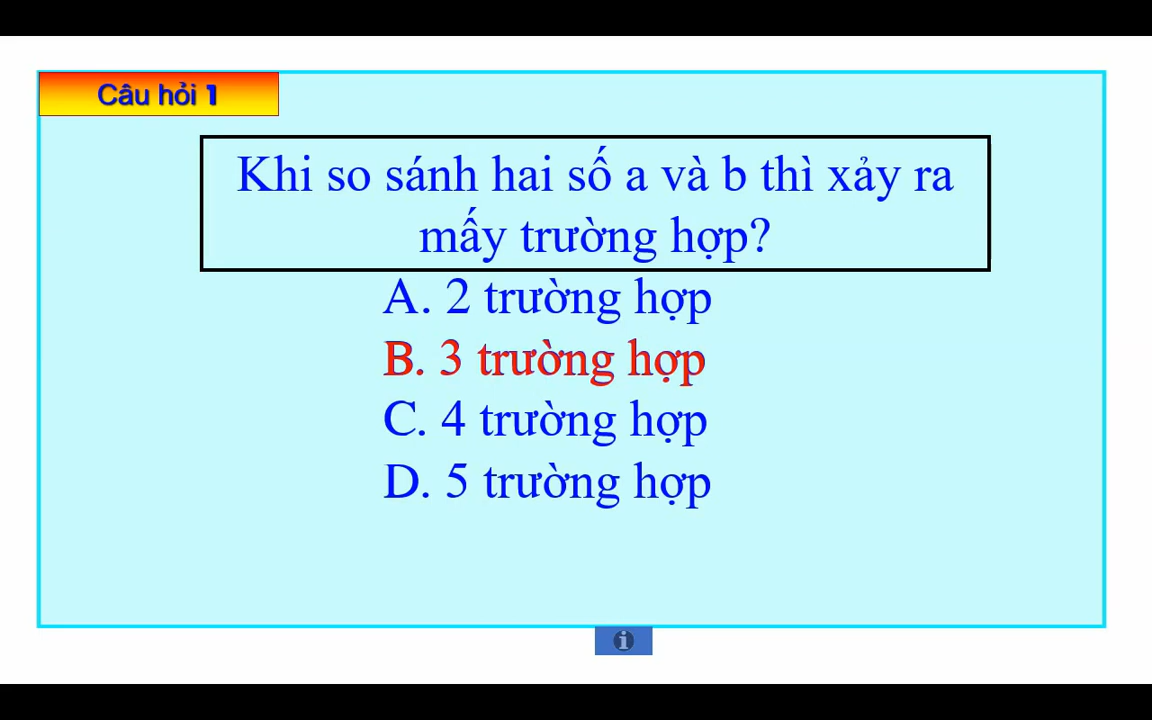 Câu hỏi 1
Khi so sánh hai số a và b thì xảy ra
mấy trường hợp?
A. 2 trường hợp
B. 3 trường hợp
C. 4 trường hợp
D. 5 trường hợp